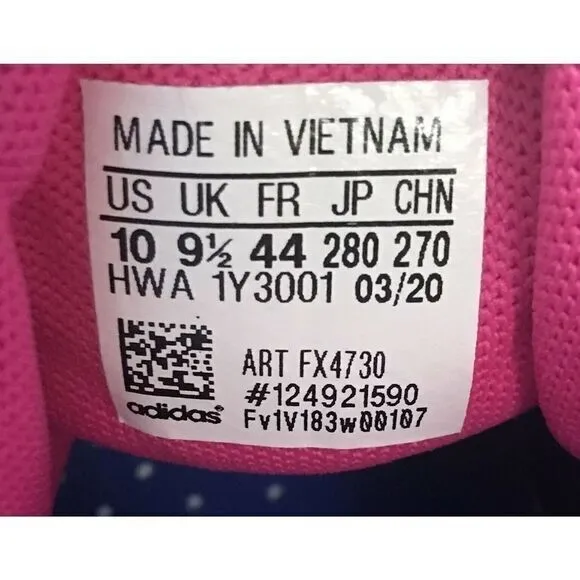 MADE IN VIETNAM
US UK FR JP CHN
10 9½ 44 280 270
HWA 1Y3001 03/20
ART FX4730
#124921590
adidas
Fv1V183w00107